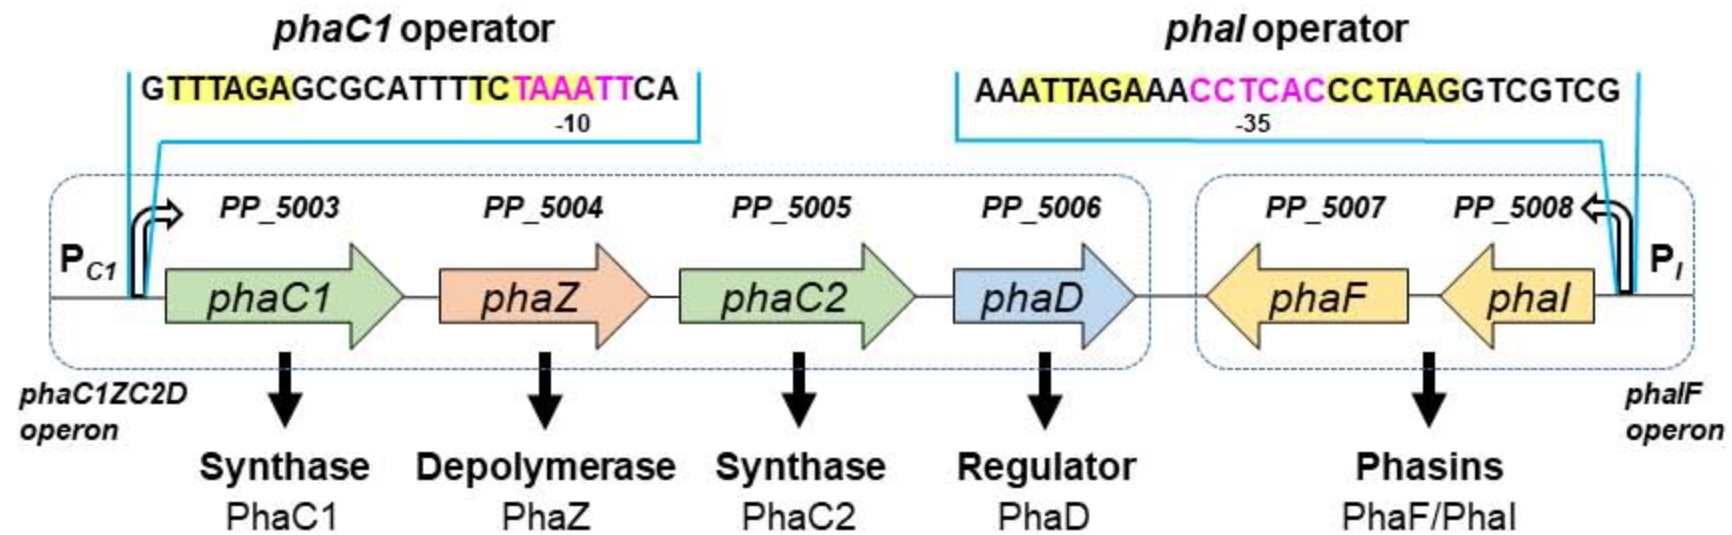 phaC1 operator
phaI operator
GTTTAGAGCGCATTTTCTAAATTCA
AAATTAGAAACCTCACCCTAAGGTCGTCG
-10
-35
PP_5003 PP_5004 PP_5005 PP_5006 PP_5007 PP_5008
PC1
PI
phaC1 phaZ phaC2 phaD phaF phaI
phaC1ZC2D
operon
phaIF
operon
Synthase Depolymerase Synthase Regulator Phasins
PhaC1 PhaZ PhaC2 PhaD PhaF/PhaI